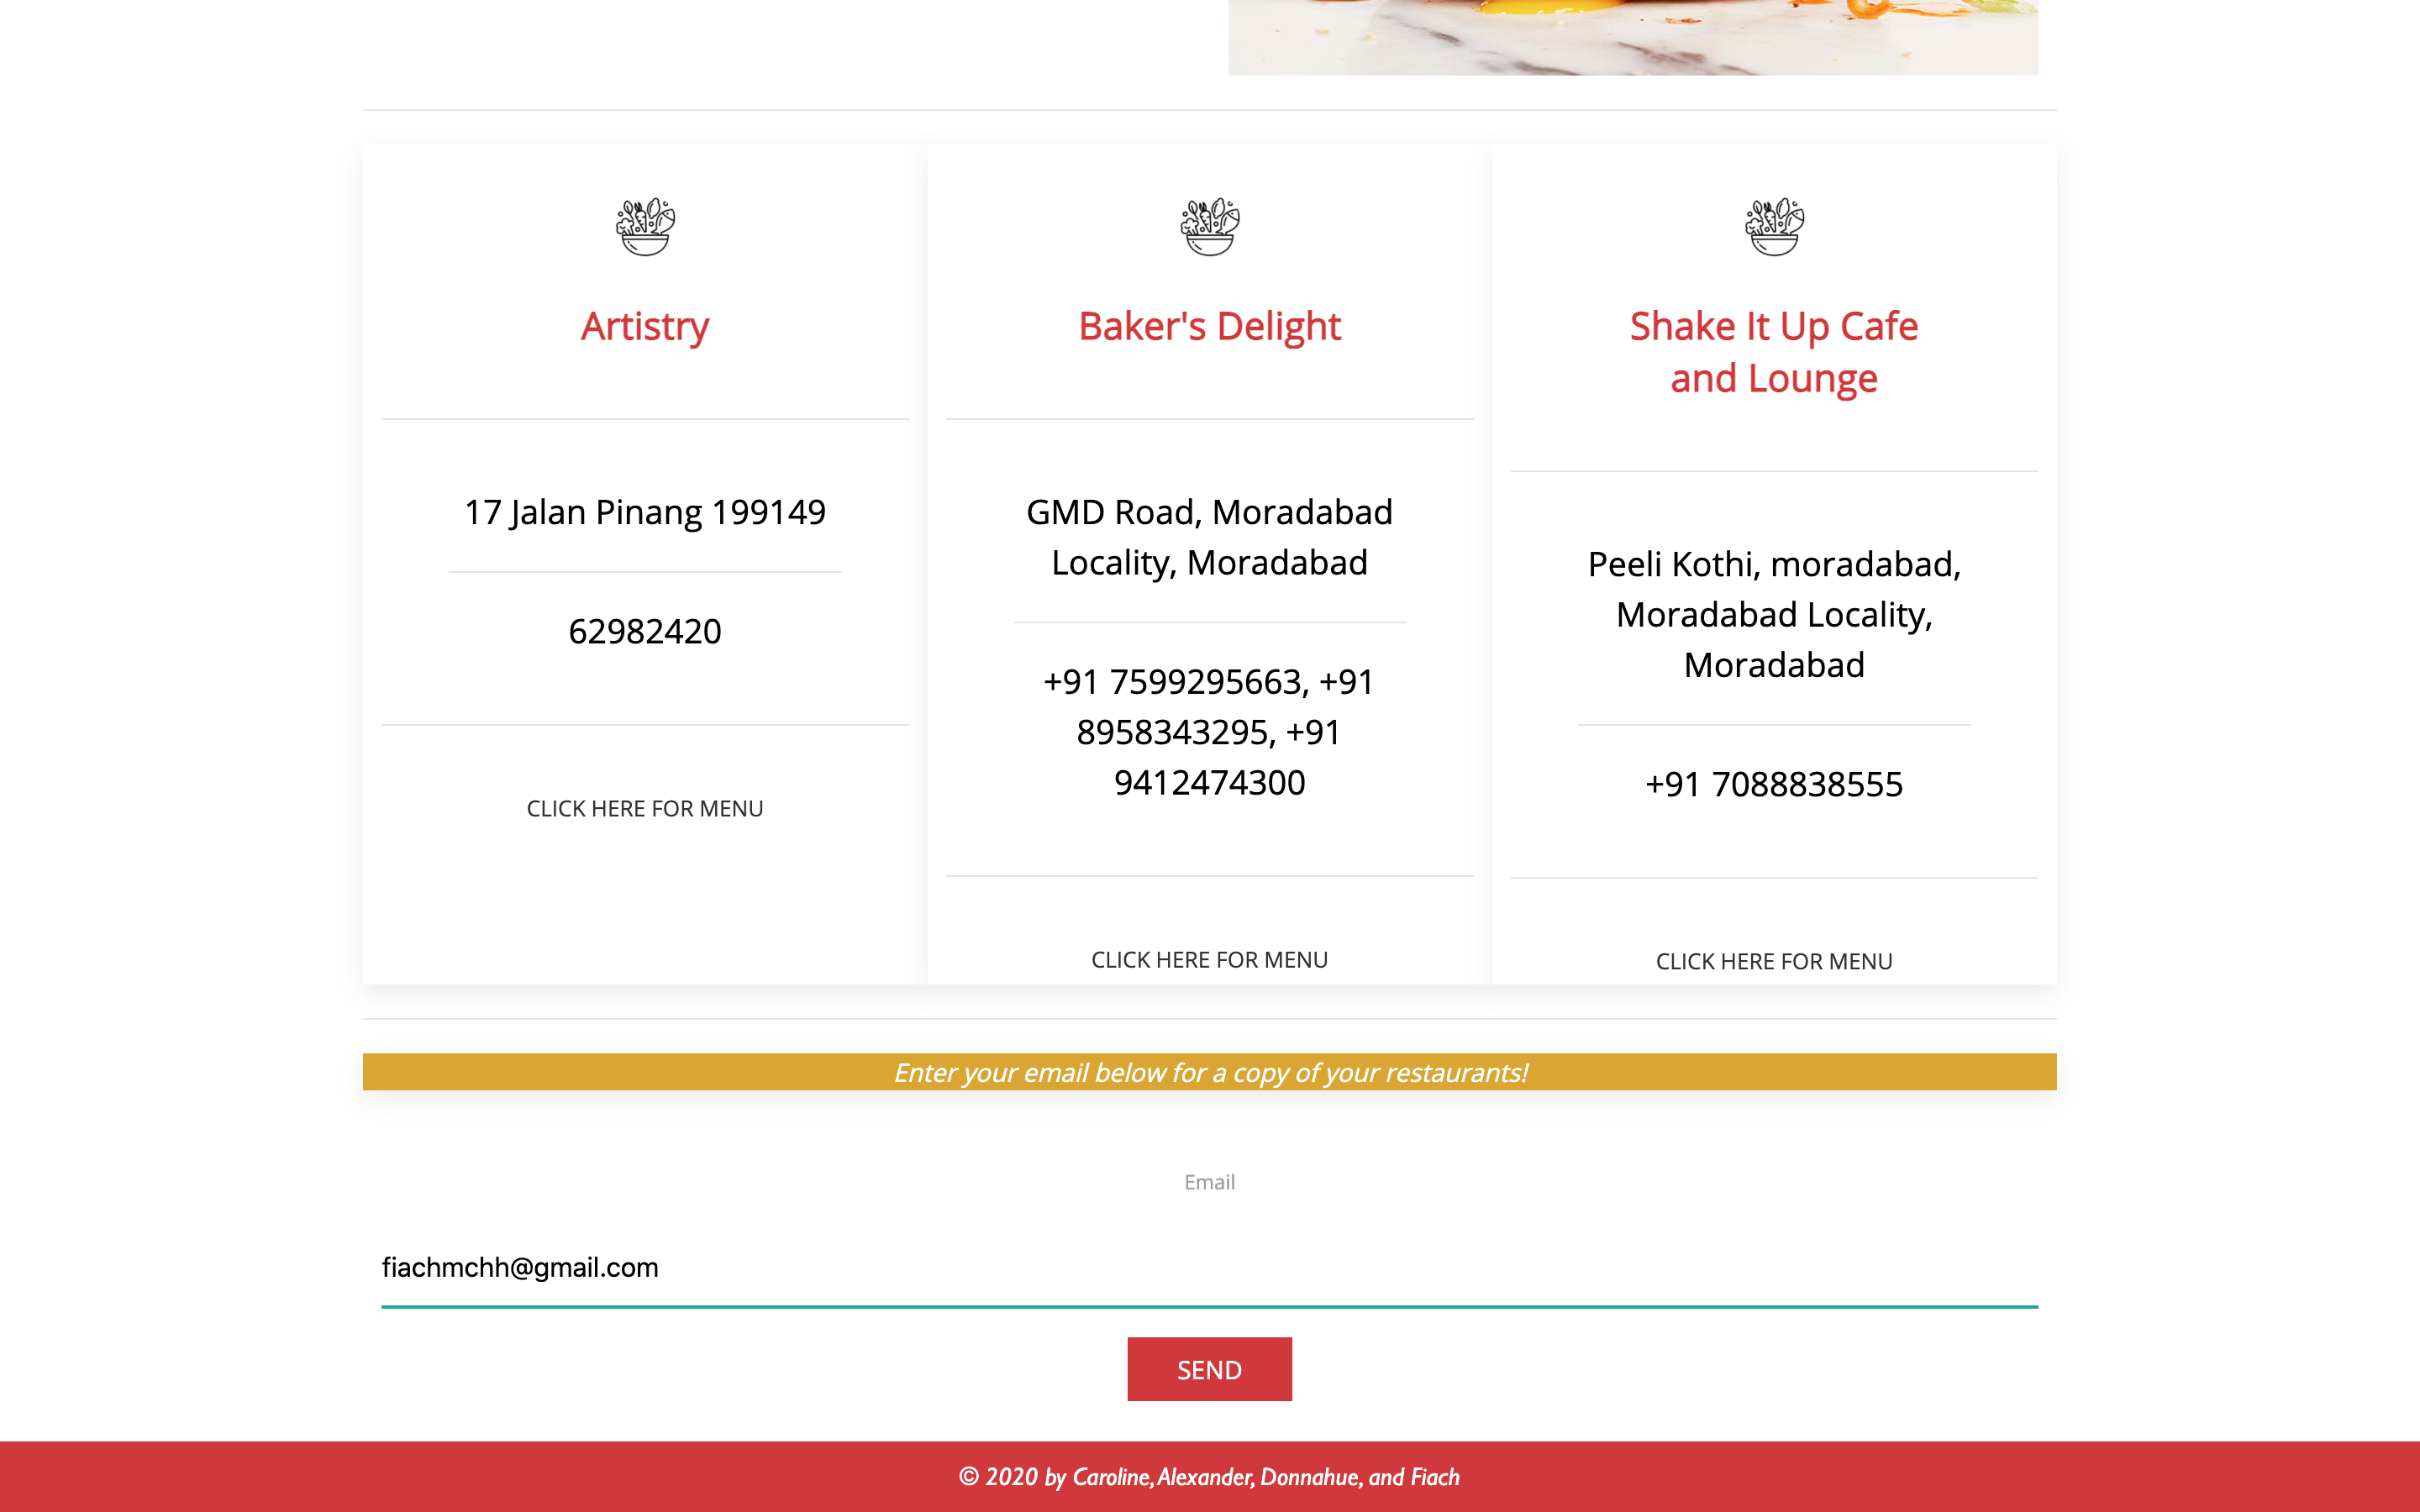 Artistry
17 Jalan Pinang 199149
62982420
CLICK HERE FOR MENU
Baker's Delight
GMD Road, Moradabad
Locality, Moradabad
+91 7599295663, +91
8958343295, +91
9412474300
CLICK HERE FOR MENU
Shake It Up Cafe
and Lounge
Peeli Kothi, moradabad,
Moradabad Locality,
Moradabad
+91 7088838555
CLICK HERE FOR MENU
Enter your email below for a copy of your restaurants!
Email
fiachmchh@gmail.com
SEND
© 2020 by Caroline, Alexander, Donnahue, and Fiach